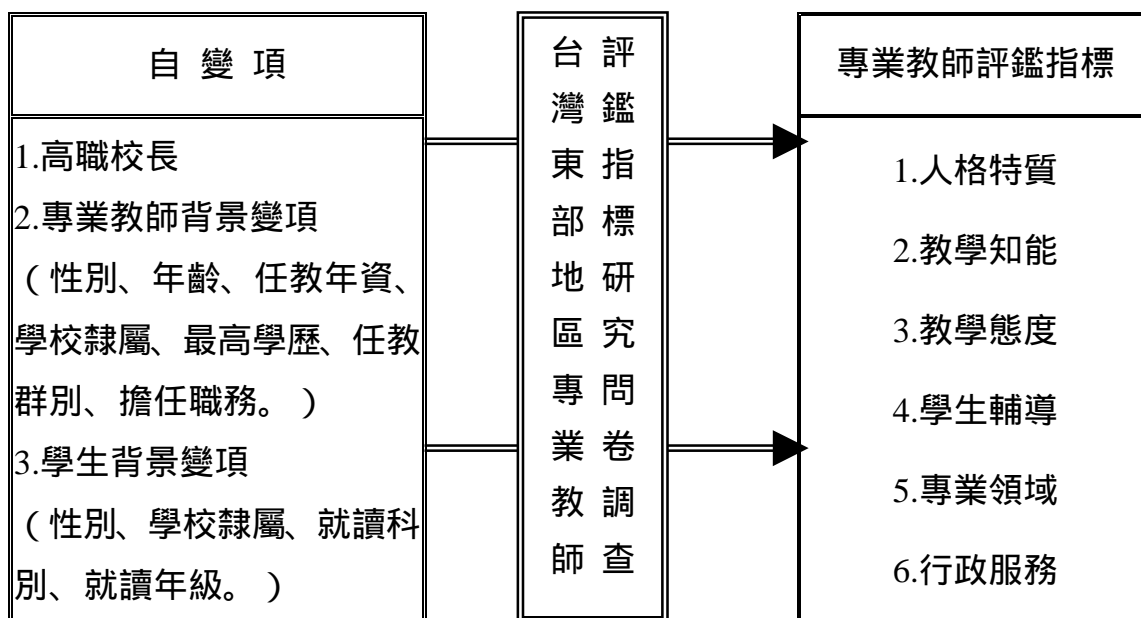 自 變 項
1.高職校長
2.專業教師背景變項
（性別、年齡、任教年資、
學校隸屬、最高學歷、任教
群別、擔任職務。）
3.學生背景變項
（性別、學校隸屬、就讀科
別、就讀年級。）
台灣東部地區專業教師
評鑑指標研究問卷調查
專業教師評鑑指標
1.人格特質
2.教學知能
3.教學態度
4.學生輔導
5.專業領域
6.行政服務